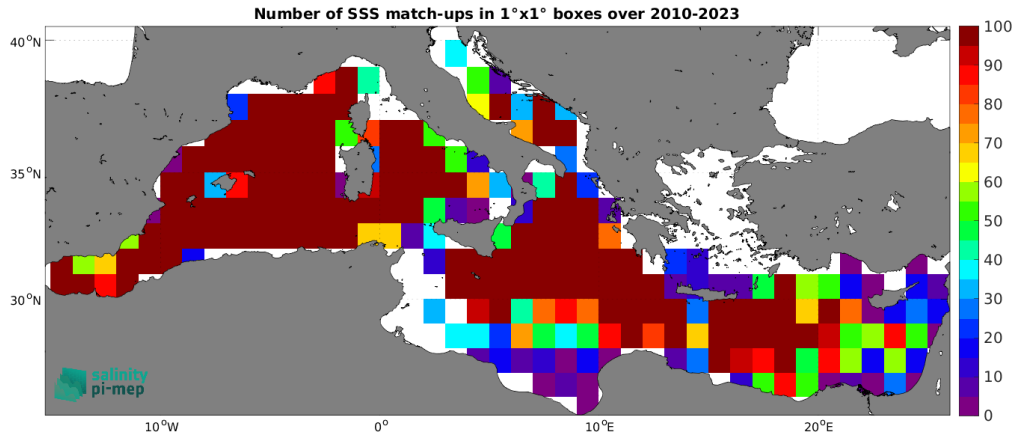 Number of SSS match-ups in 1°x1° boxes over 2010-2023
40°N
35°N
30°N
10°W
0°
10°E
20°E
100
90
80
70
60
50
40
30
20
10
0
salinity
pi-mep